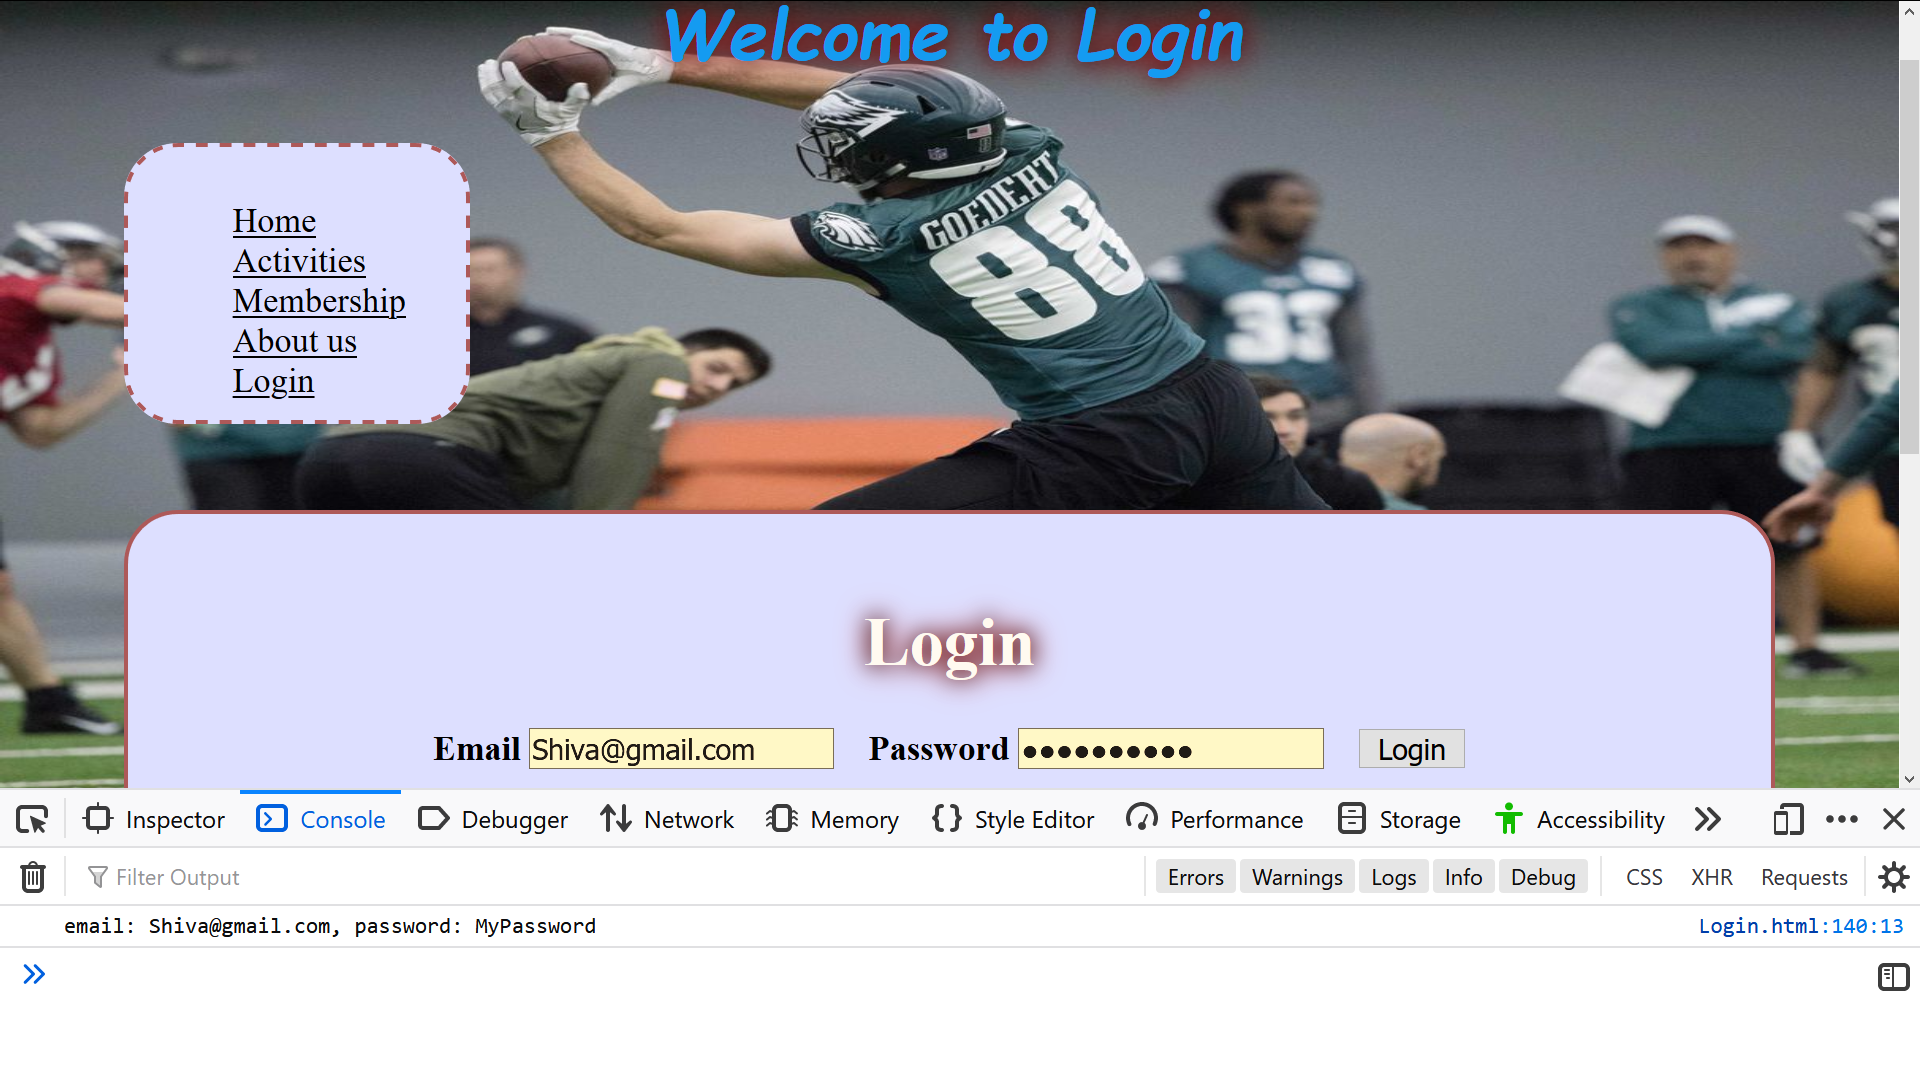 Welcome to Login
Home
Activities
Membership
About us
Login
GOEDERT
88
33
Login
Email Shiva@gmail.com Password ●●●●●●●●●● Login
Inspector Console Debugger Network Memory Style Editor Performance Storage Accessibility
Filter Output Errors Warnings Logs Info Debug CSS XHR Requests
email: Shiva@gmail.com, password: MyPassword Login.html:140:13